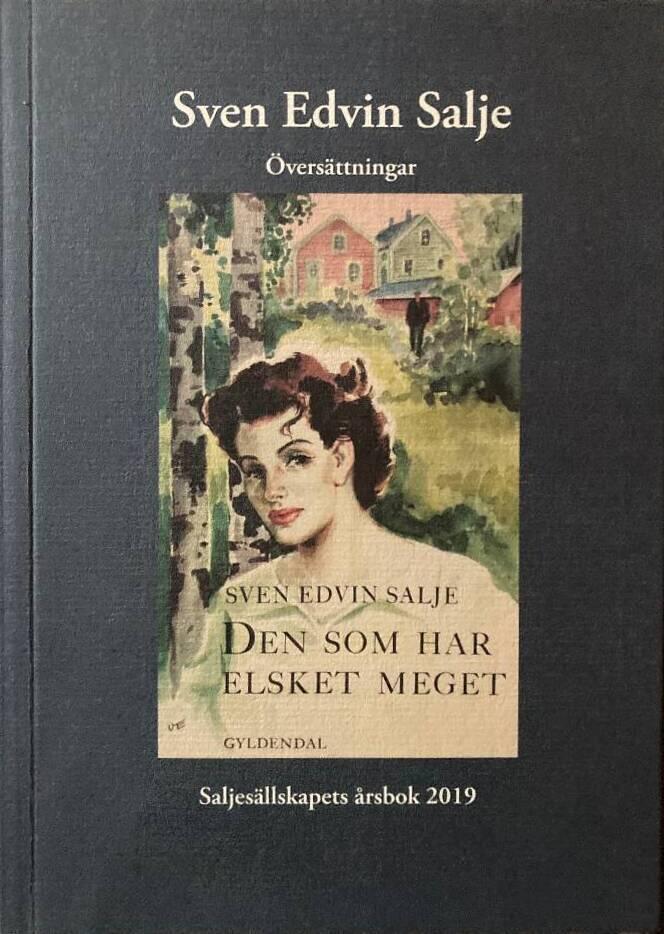 Sven Edvin Salje
Översättningar
SVEN EDVIN SALJE
DEN SOM HAR
ELSKET MEGET
GYLDENDAL
Saljesällskapets årsbok 2019